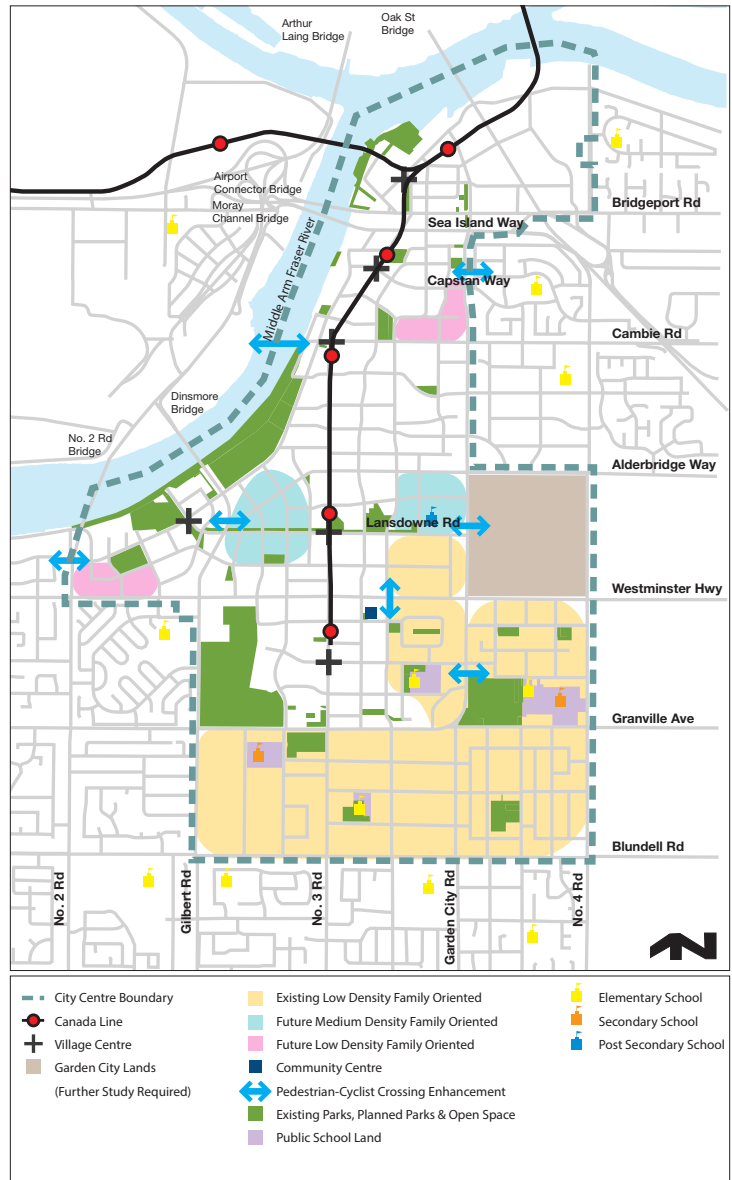 Arthur
Laing Bridge
Oak St
Bridge
Airport
Connector Bridge
Moray
Channel Bridge
Bridgeport Rd
Sea Island Way
Middle Arm Fraser River
Capstan Way
Cambie Rd
Dinsmore
Bridge
No. 2 Rd
Bridge
Alderbridge Way
Lansdowne Rd
Westminster Hwy
Granville Ave
Blundell Rd
No. 2 Rd
Gilbert Rd
No. 3 Rd
Garden City Rd
No. 4 Rd
N
City Centre Boundary
Canada Line
Village Centre
Garden City Lands
(Further Study Required)
Existing Low Density Family Oriented
Future Medium Density Family Oriented
Future Low Density Family Oriented
Community Centre
Pedestrian-Cyclist Crossing Enhancement
Existing Parks, Planned Parks & Open Space
Public School Land
Elementary School
Secondary School
Post Secondary School